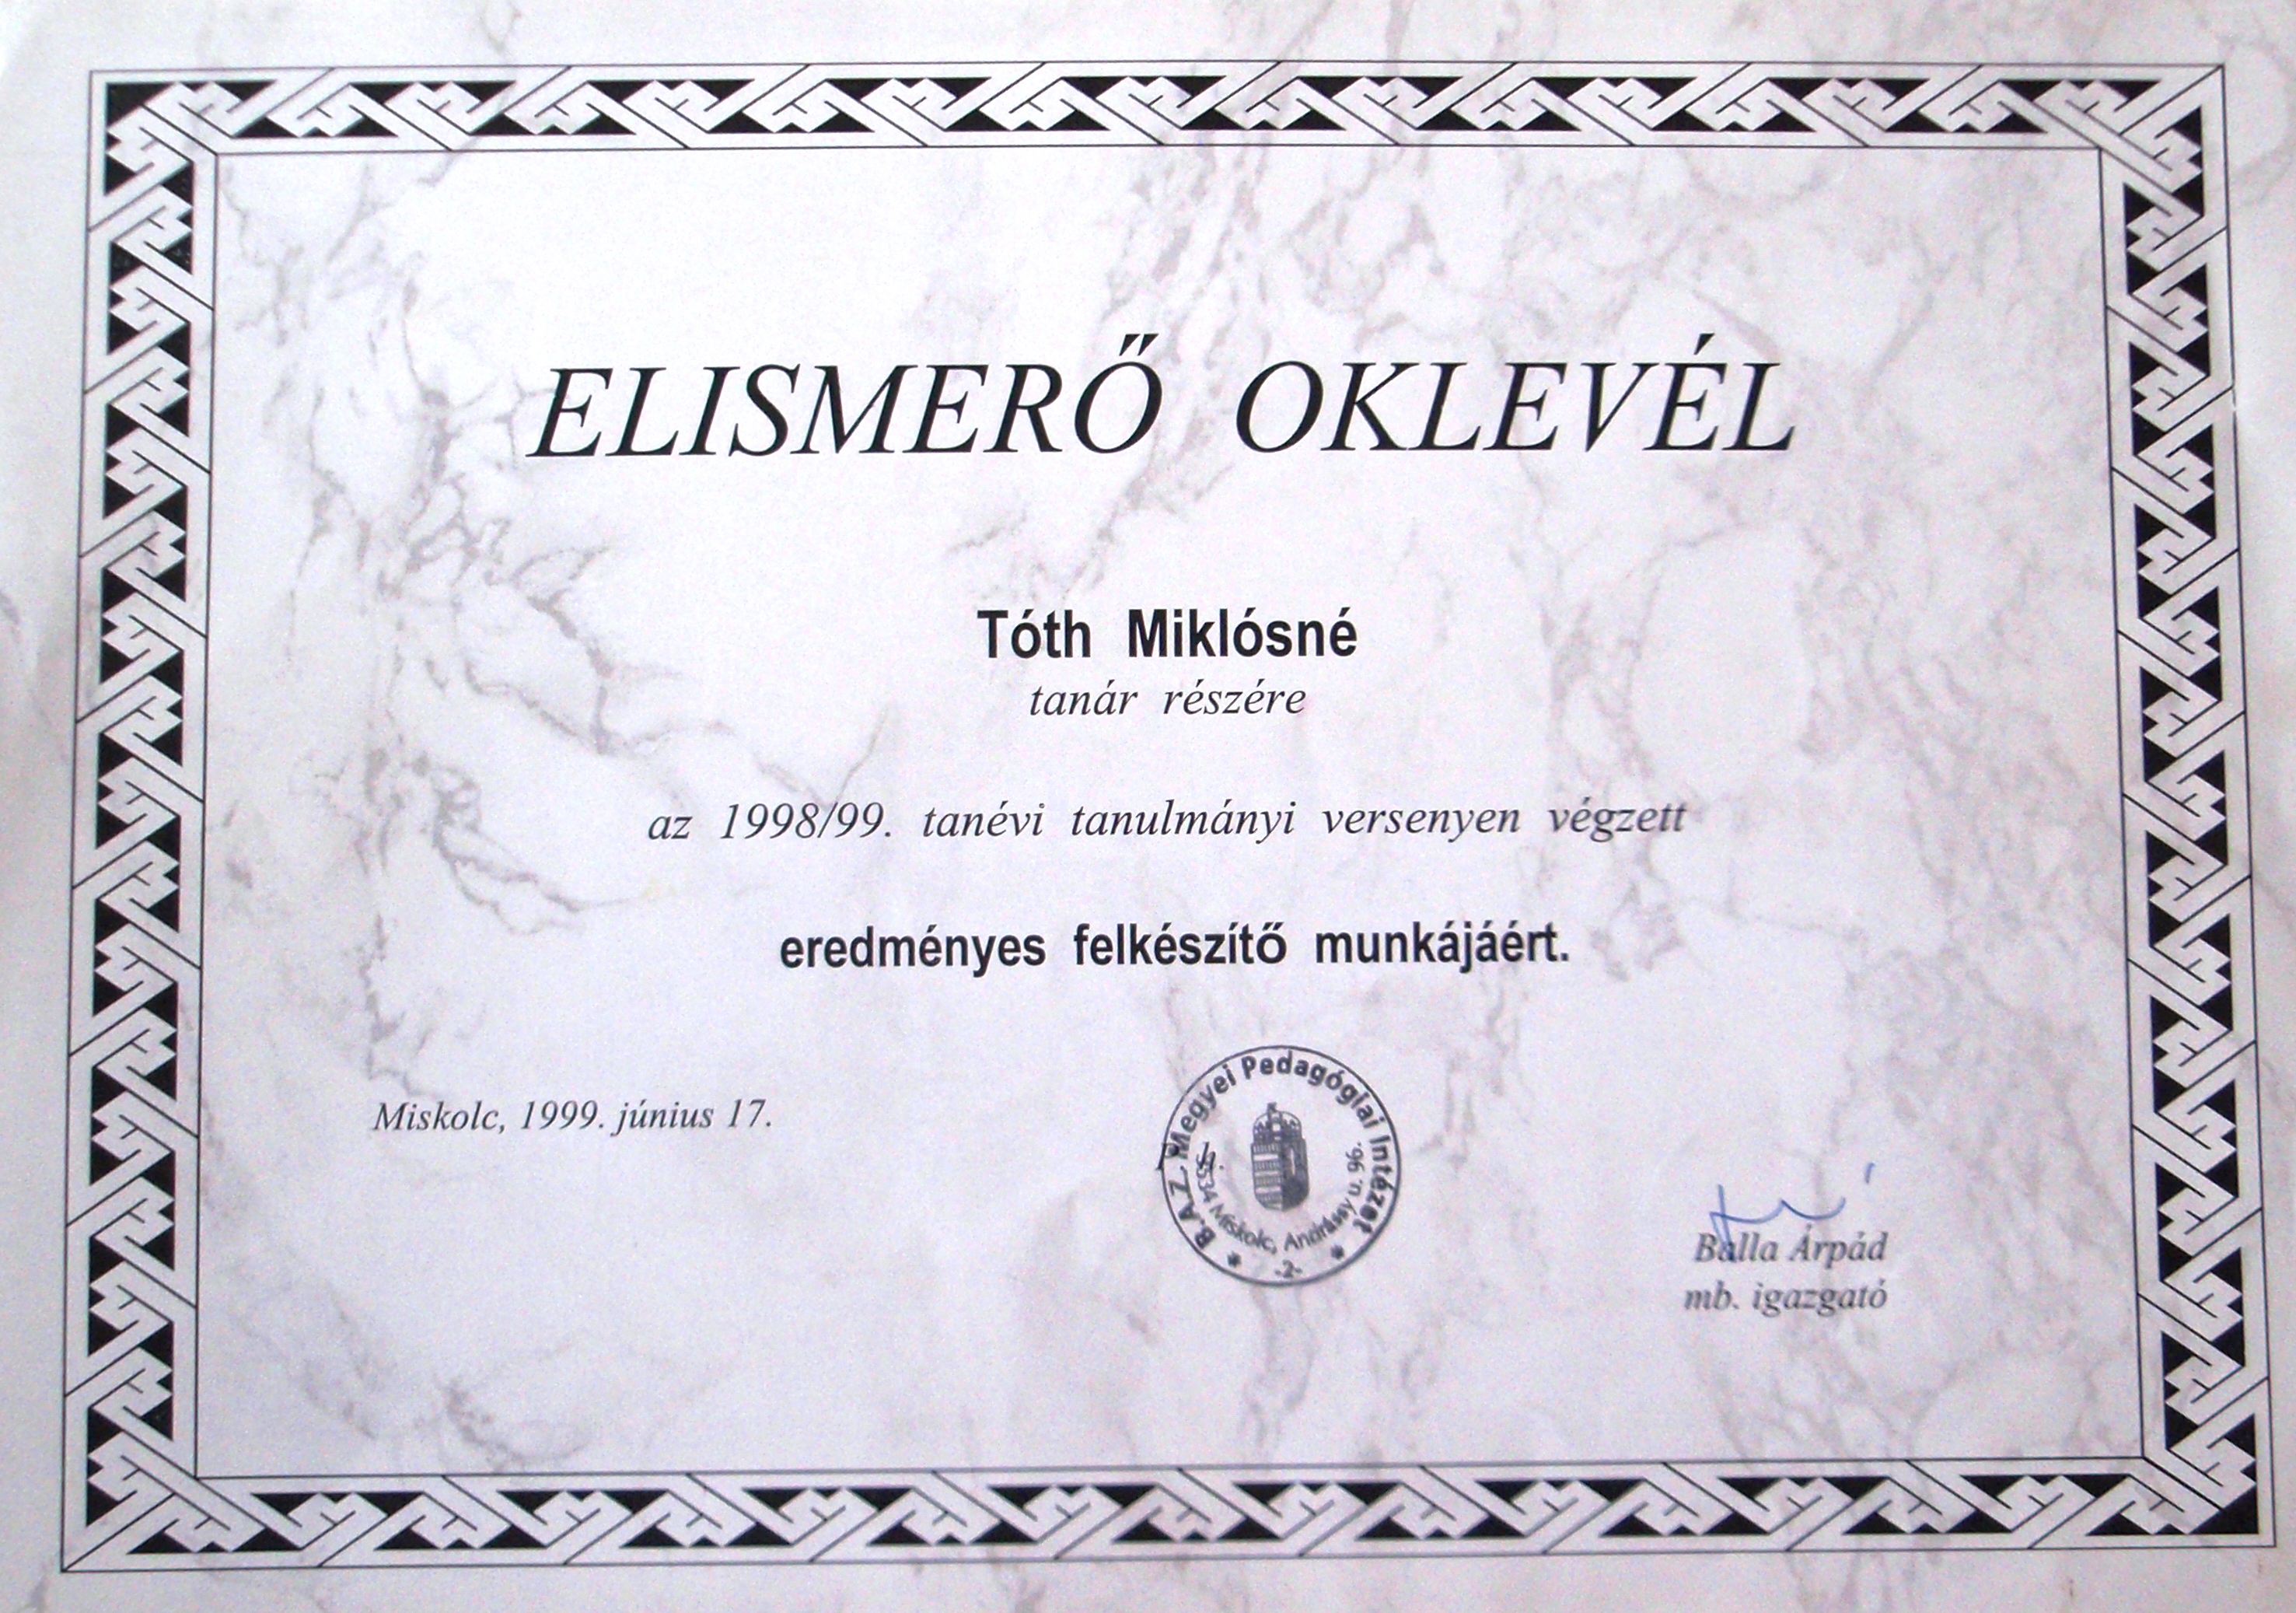 ELISMERŐ OKLEVÉL
Tóth Miklósné
tanár részére
az 1998/99. tanévi tanulmányi versenyen végzett
eredményes felkészítő munkájáért.
Miskolc, 1999. június 17.
B.A.Z. Megyei Pedagógiai Intézet
Miskolc, Andrássy u. 96.
-2-
Balla Árpád
mb. igazgató